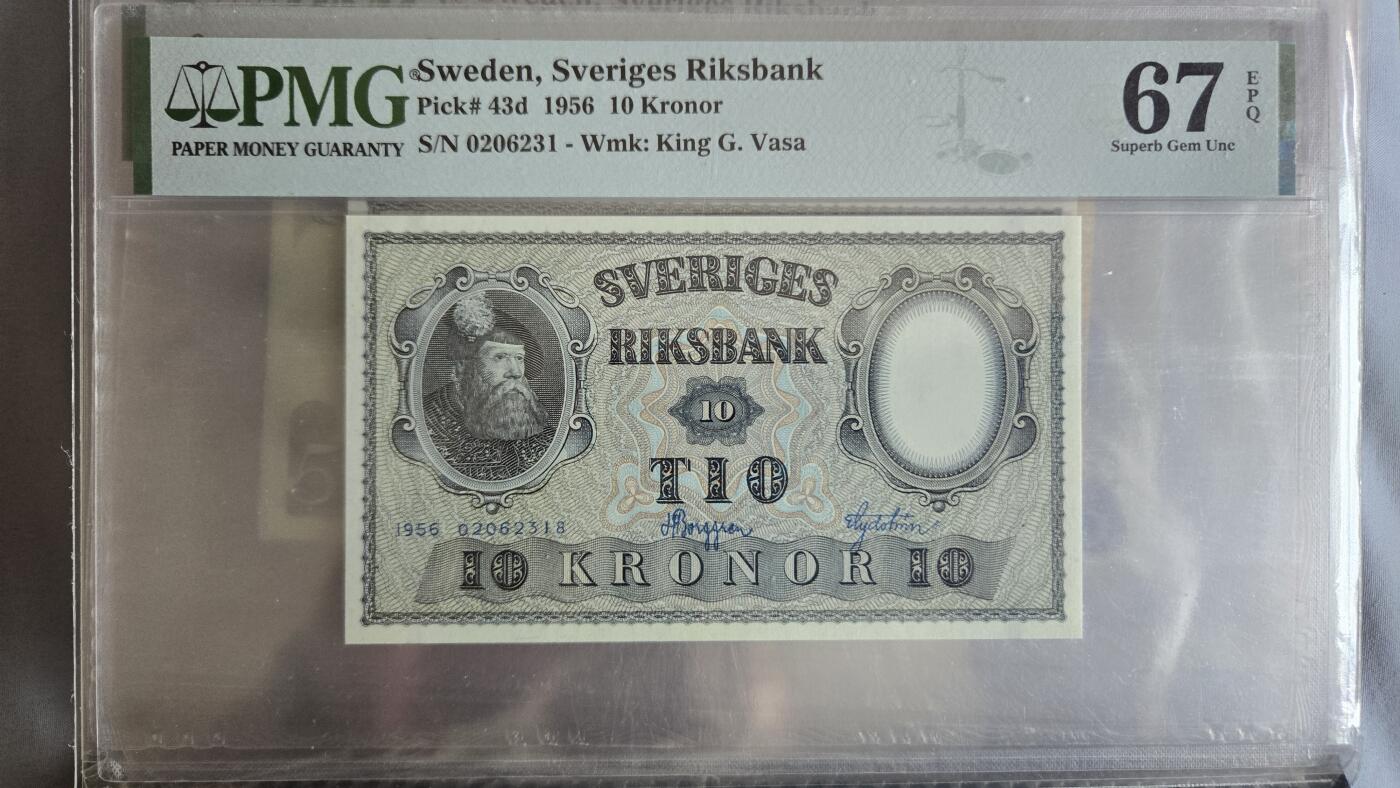 PMG®
PAPER MONEY GUARANTY
Sweden, Sveriges Riksbank
Pick# 43d 1956 10 Kronor
S/N 0206231 - Wmk: King G. Vasa
67
EPQ
Superb Gem Unc
SVERIGES
RIKSBANK
10
TIO
1956 02062318
10 KRONOR 10
5